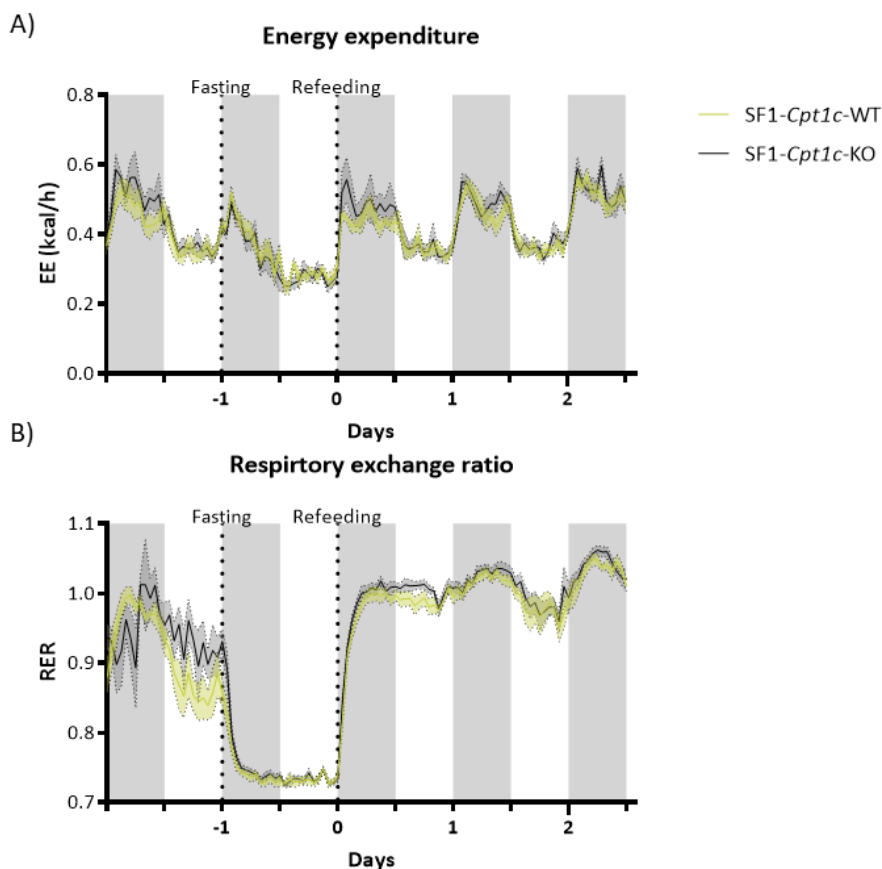 A)
Energy expenditure
Fasting Refeeding
SF1-Cpt1c-WT
SF1-Cpt1c-KO
0.8
0.6
0.4
0.2
0.0
EE (kcal/h)
-1 0 1 2
Days
B)
Respirtory exchange ratio
Fasting Refeeding
1.1
1.0
0.9
0.8
0.7
RER
-1 0 1 2
Days